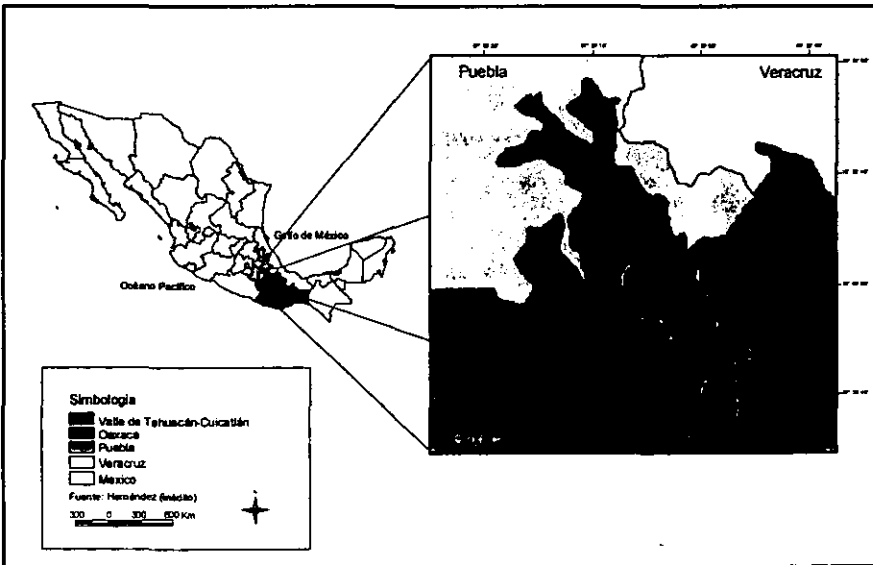 Puebla
Veracruz
Golfo de México
Océano Pacífico
Simbología
Valle de Tehuacán-Cuicatlán
Oaxaca
Puebla
Veracruz
Mexico
Fuente: Hernández (inédito)
300 0 300 600 Km